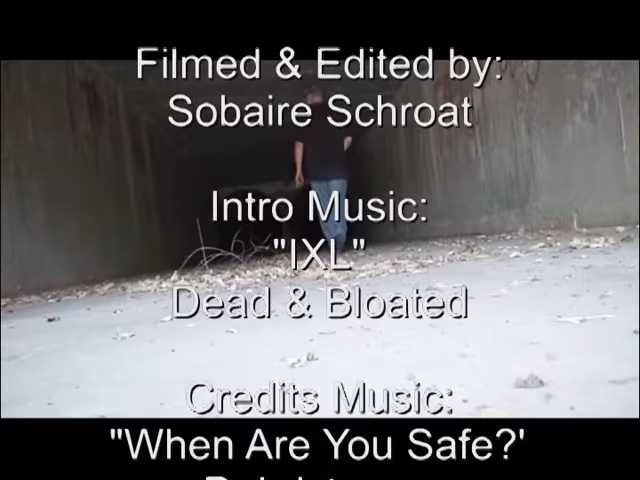 Filmed & Edited by:
Sobaire Schroat
Intro Music:
"IXL"
Dead & Bloated
Credits Music:
"When Are You Safe?'